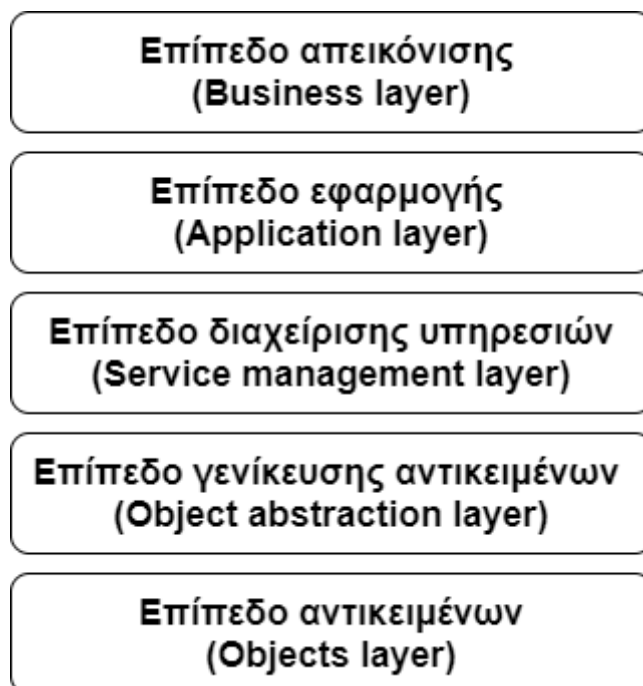 Επίπεδο απεικόνισης
(Business layer)
Επίπεδο εφαρμογής
(Application layer)
Επίπεδο διαχείρισης υπηρεσιών
(Service management layer)
Επίπεδο γενίκευσης αντικειμένων
(Object abstraction layer)
Επίπεδο αντικειμένων
(Objects layer)